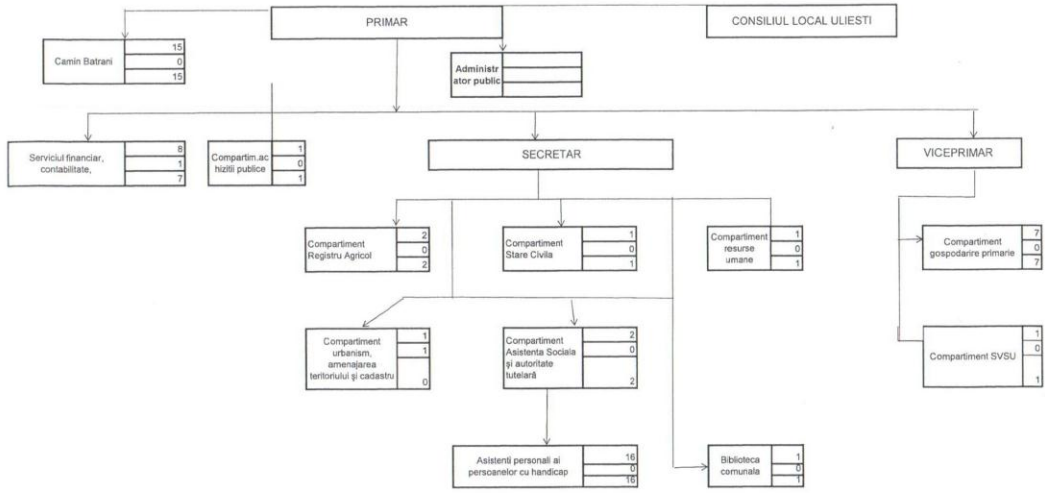 PRIMAR
CONSILIUL LOCAL ULIESTI
Camin Batrani
15
0
15
Administr
ator public
Serviciul financiar,
contabilitate,
8
1
7
Compartim.ac
hizitii publice
1
0
1
SECRETAR
VICEPRIMAR
Compartiment
Registru Agricol
2
0
2
Compartiment
Stare Civila
1
0
1
Compartiment
resurse
umane
1
0
1
Compartiment
gospodarire primarie
7
0
7
Compartiment
urbanism,
amenajarea
teritoriului şi cadastru
1
1
0
Compartiment
Asistenta Sociala
şi autoritate
tutelară
2
0
2
Compartiment SVSU
1
0
1
Asistenti personali ai
persoanelor cu handicap
16
0
16
Biblioteca
comunala
1
0
1